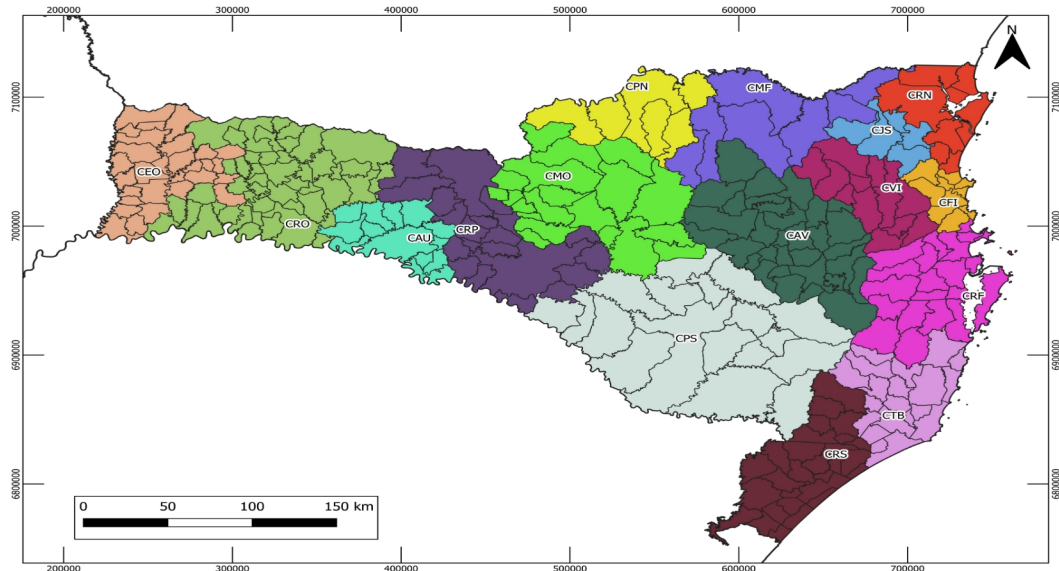 200000 300000 400000 500000 600000 700000
N
7100000 7100000
CPN CMF CRN
CJS
CEO CMO CVI
CFI
7000000 CRO CAU CRP CAV 7000000
CRF
CPS
6900000 6900000
CTB
CRS
6800000 6800000
0 50 100 150 km
200000 300000 400000 500000 600000 700000